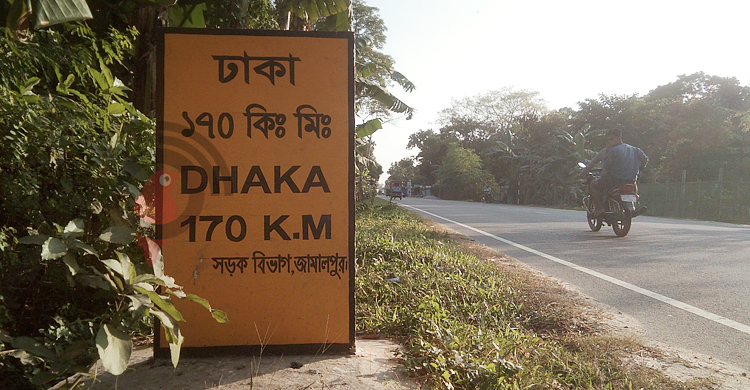 ঢাকা
১৭০ কিঃ মিঃ
DHAKA
170 K.M
সড়ক বিভাগ,জামালপুর।